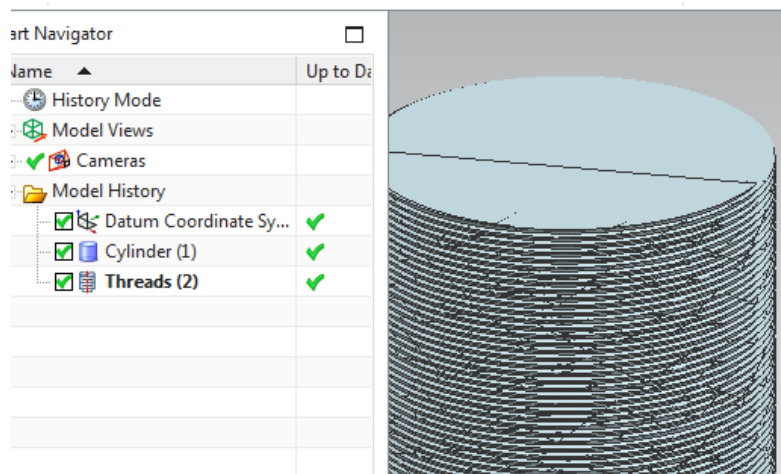 art Navigator
Name Up to Da
History Mode
Model Views
Cameras
Model History
Datum Coordinate Sy...
Cylinder (1)
Threads (2)